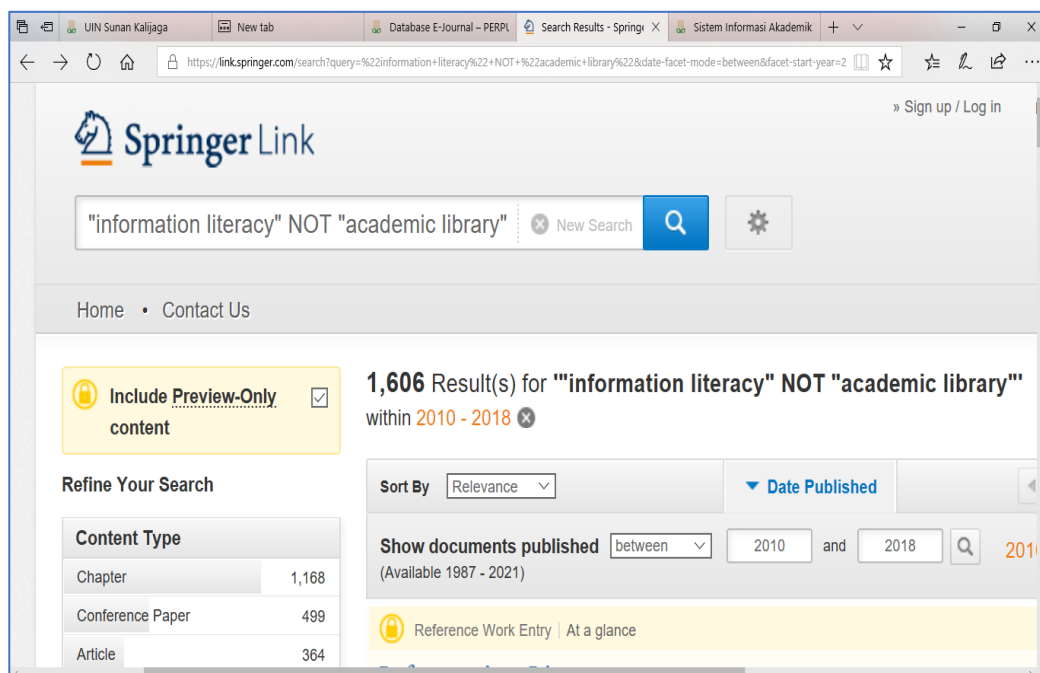 UIN Sunan Kalijaga
New tab
Database E-Journal – PERPU
Search Results - Springe
Sistem Informasi Akademik
https://link.springer.com/search?query=%22information+literacy%22+NOT+%22academic+library%22&date-facet-mode=between&facet-start-year=2
» Sign up / Log in
Springer Link
"information literacy" NOT "academic library"
New Search
Home • Contact Us
Include Preview-Only
content
1,606 Result(s) for '"information literacy" NOT "academic library"'
within 2010 - 2018
Refine Your Search
Sort By Relevance
Date Published
Content Type
Show documents published between 2010 and 2018
(Available 1987 - 2021)
Chapter 1,168
Conference Paper 499
Reference Work Entry | At a glance
Article 364